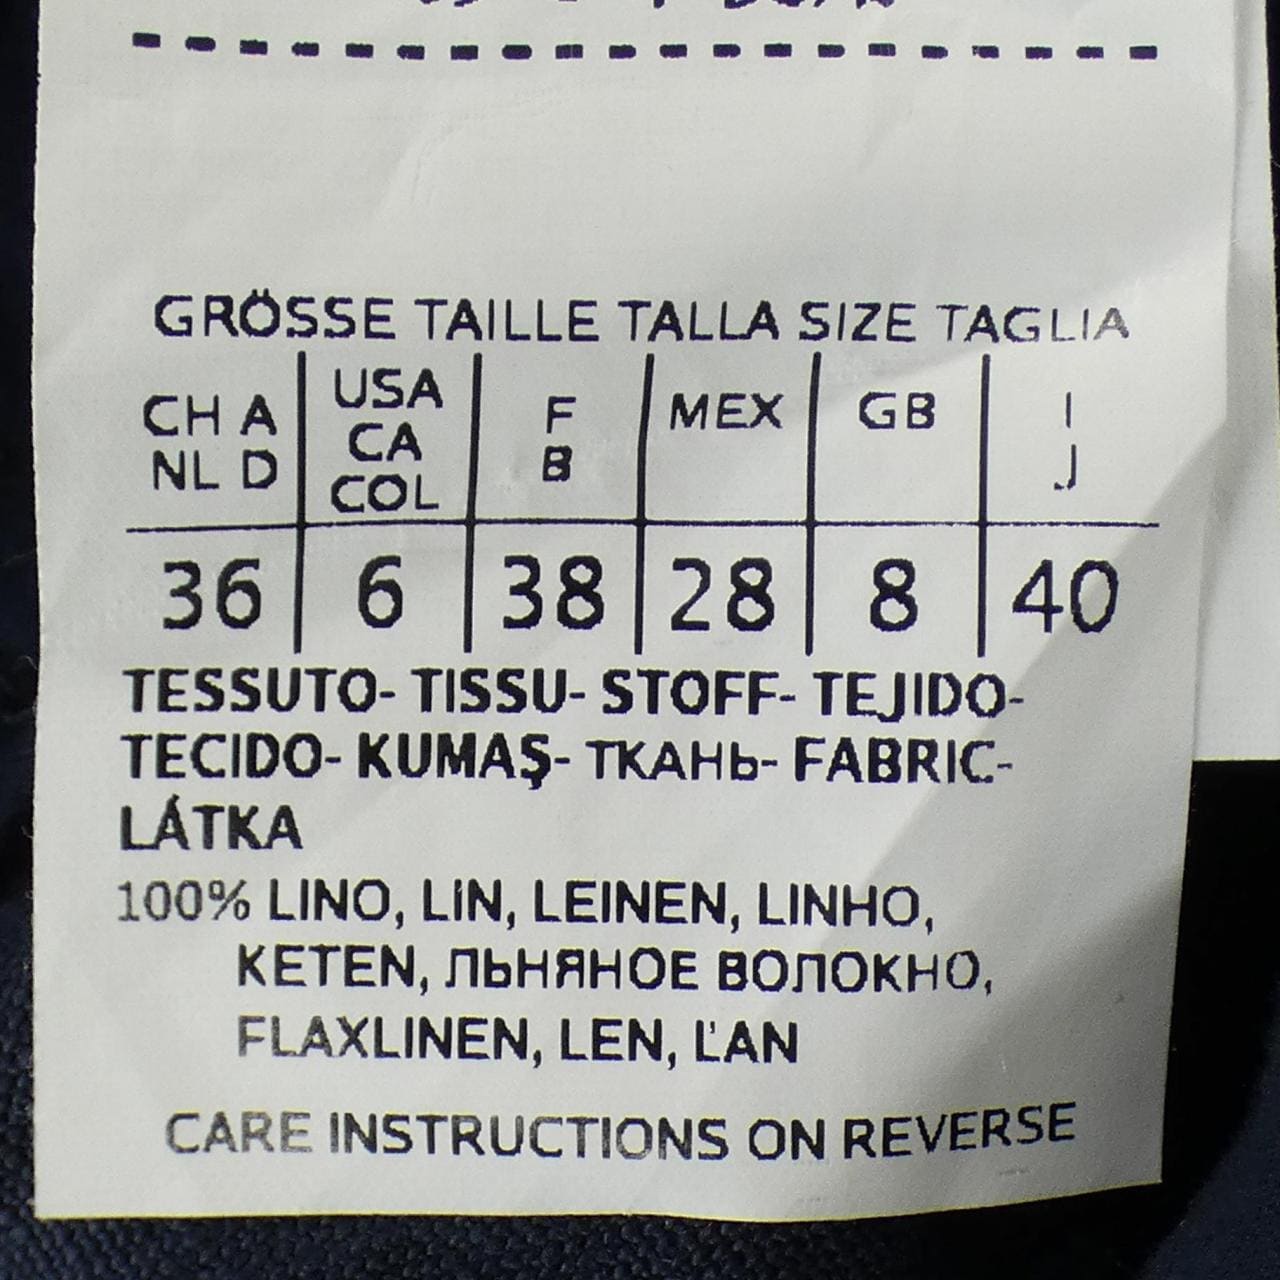 GRÖSSE TAILLE TALLA SIZE TAGLIA
CH A NL D | USA CA COL | F B | MEX | GB | I J
36 | 6 | 38 | 28 | 8 | 40
TESSUTO- TISSU- STOFF- TEJIDO-
TECIDO- KUMAŞ- ТКАНЬ- FABRIC-
LÁTKA
100% LINO, LIN, LEINEN, LINHO,
KETEN, ЛЬНЯНОЕ ВОЛОКНО,
FLAXLINEN, LEN, ĽAN
CARE INSTRUCTIONS ON REVERSE